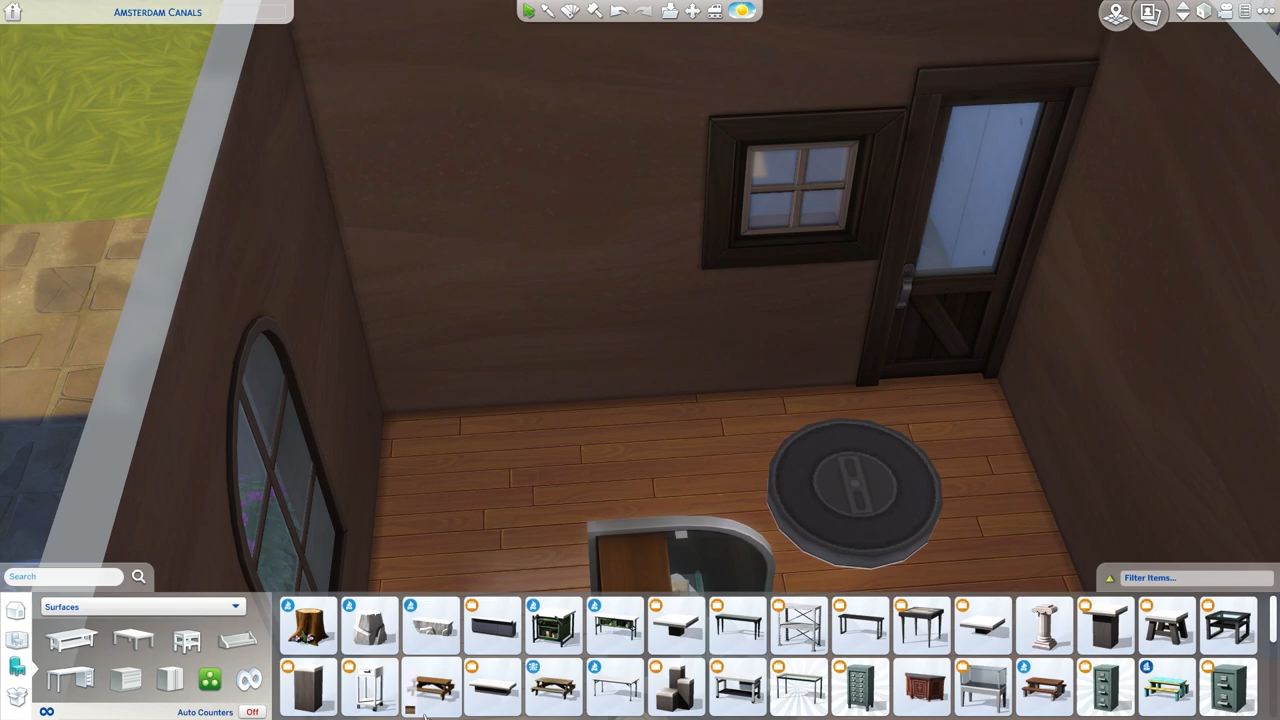 Amsterdam Canals
Search
Filter Items...
Surfaces
Auto Counters
Off